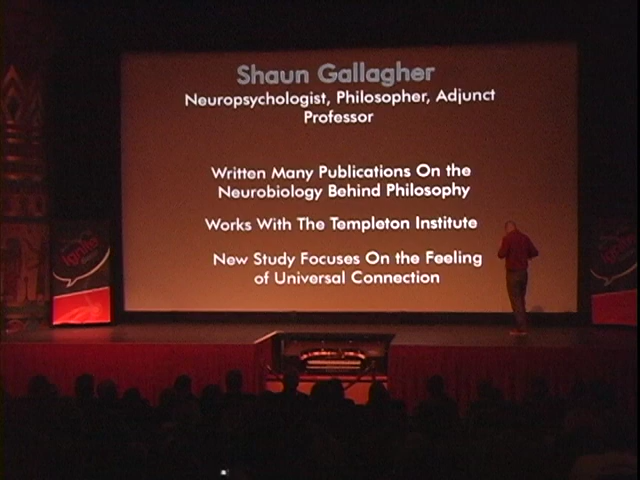 Shaun Gallagher
Neuropsychologist, Philosopher, Adjunct
Professor
Written Many Publications On the
Neurobiology Behind Philosophy
Works With The Templeton Institute
New Study Focuses On the Feeling
of Universal Connection
Ignite